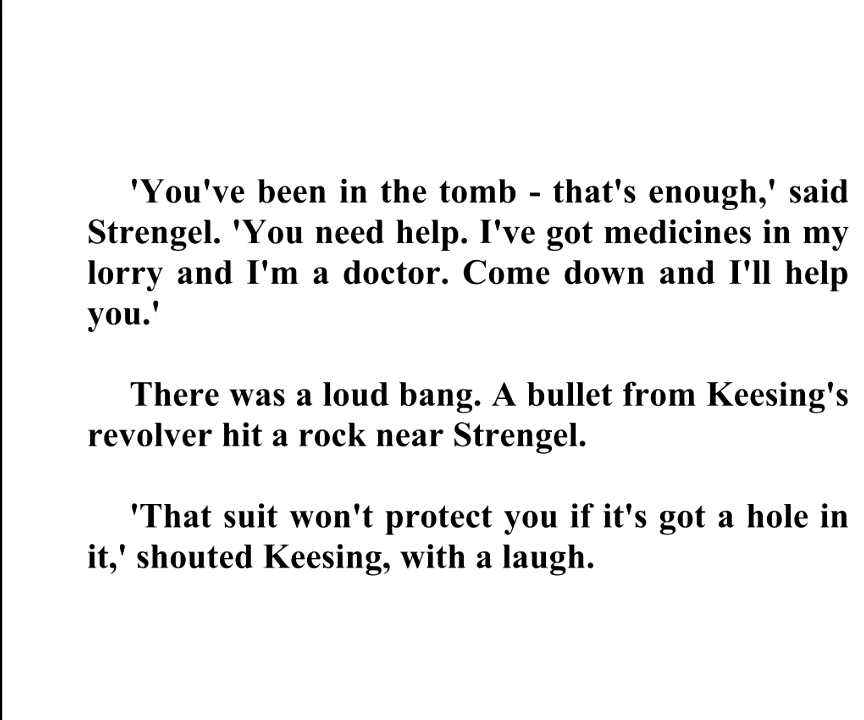 'You've been in the tomb - that's enough,' said
Strengel. 'You need help. I've got medicines in my
lorry and I'm a doctor. Come down and I'll help
you.'
There was a loud bang. A bullet from Keesing's
revolver hit a rock near Strengel.
'That suit won't protect you if it's got a hole in
it,' shouted Keesing, with a laugh.